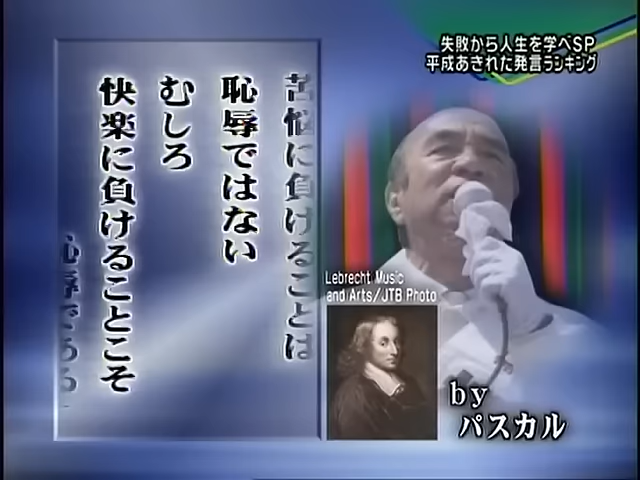 失敗から人生を学べSP
平成あきれた発言ランキング
苦悩に負けることは
恥辱ではない
むしろ
快楽に負けることこそ
恥辱である
Lebrecht Music
and Arts/JTB Photo
by
パスカル